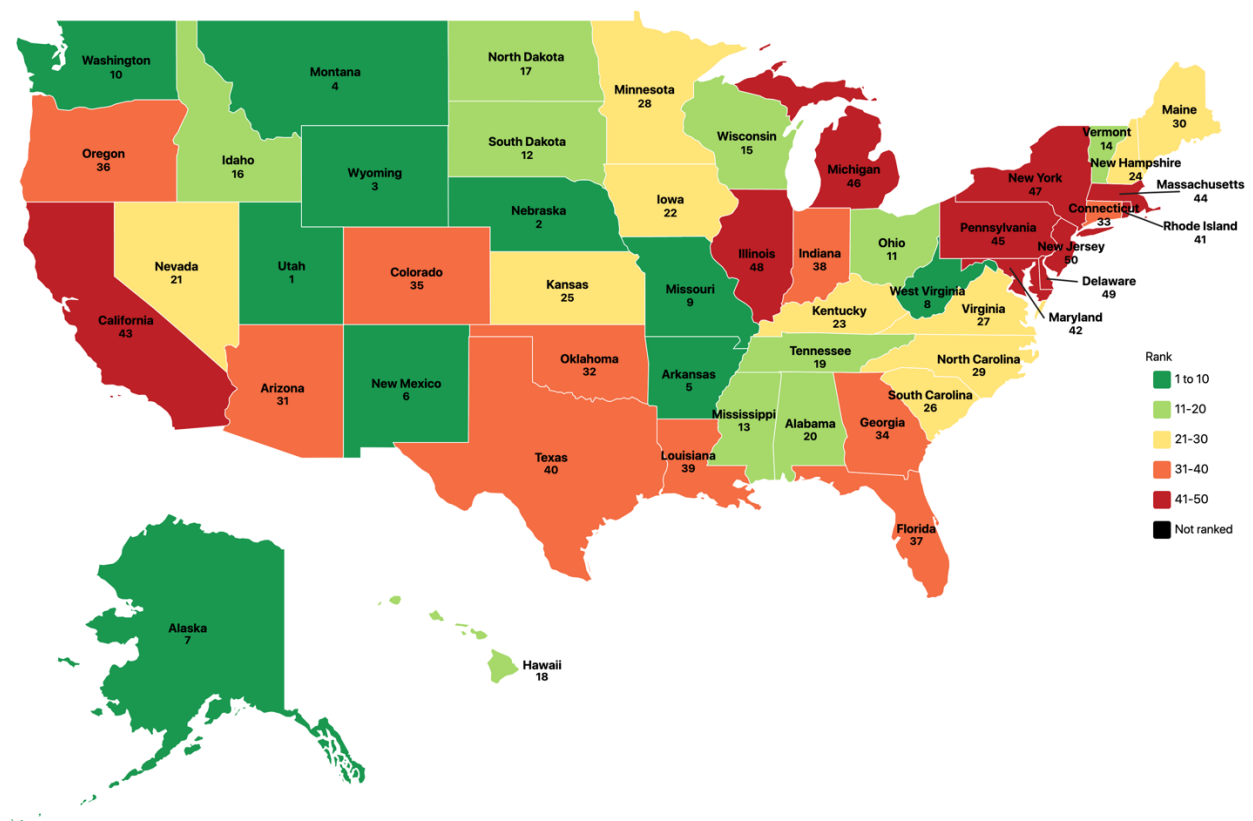 Washington
10
Montana
4
North Dakota
17
Minnesota
28
Maine
30
Oregon
36
Idaho
16
Wyoming
3
South Dakota
12
Wisconsin
15
Michigan
46
Vermont
14
New Hampshire
24
New York
47
Massachusetts
44
Connecticut
33
Rhode Island
41
Nevada
21
Utah
1
Colorado
35
Nebraska
2
Iowa
22
Illinois
48
Indiana
38
Ohio
11
Pennsylvania
45
New Jersey
50
Delaware
49
Maryland
42
California
43
Kansas
25
Missouri
9
Kentucky
23
West Virginia
8
Virginia
27
Arizona
31
New Mexico
6
Oklahoma
32
Arkansas
5
Tennessee
19
North Carolina
29
South Carolina
26
Texas
40
Louisiana
39
Mississippi
13
Alabama
20
Georgia
34
Florida
37
Alaska
7
Hawaii
18
Rank
1 to 10
11-20
21-30
31-40
41-50
Not ranked